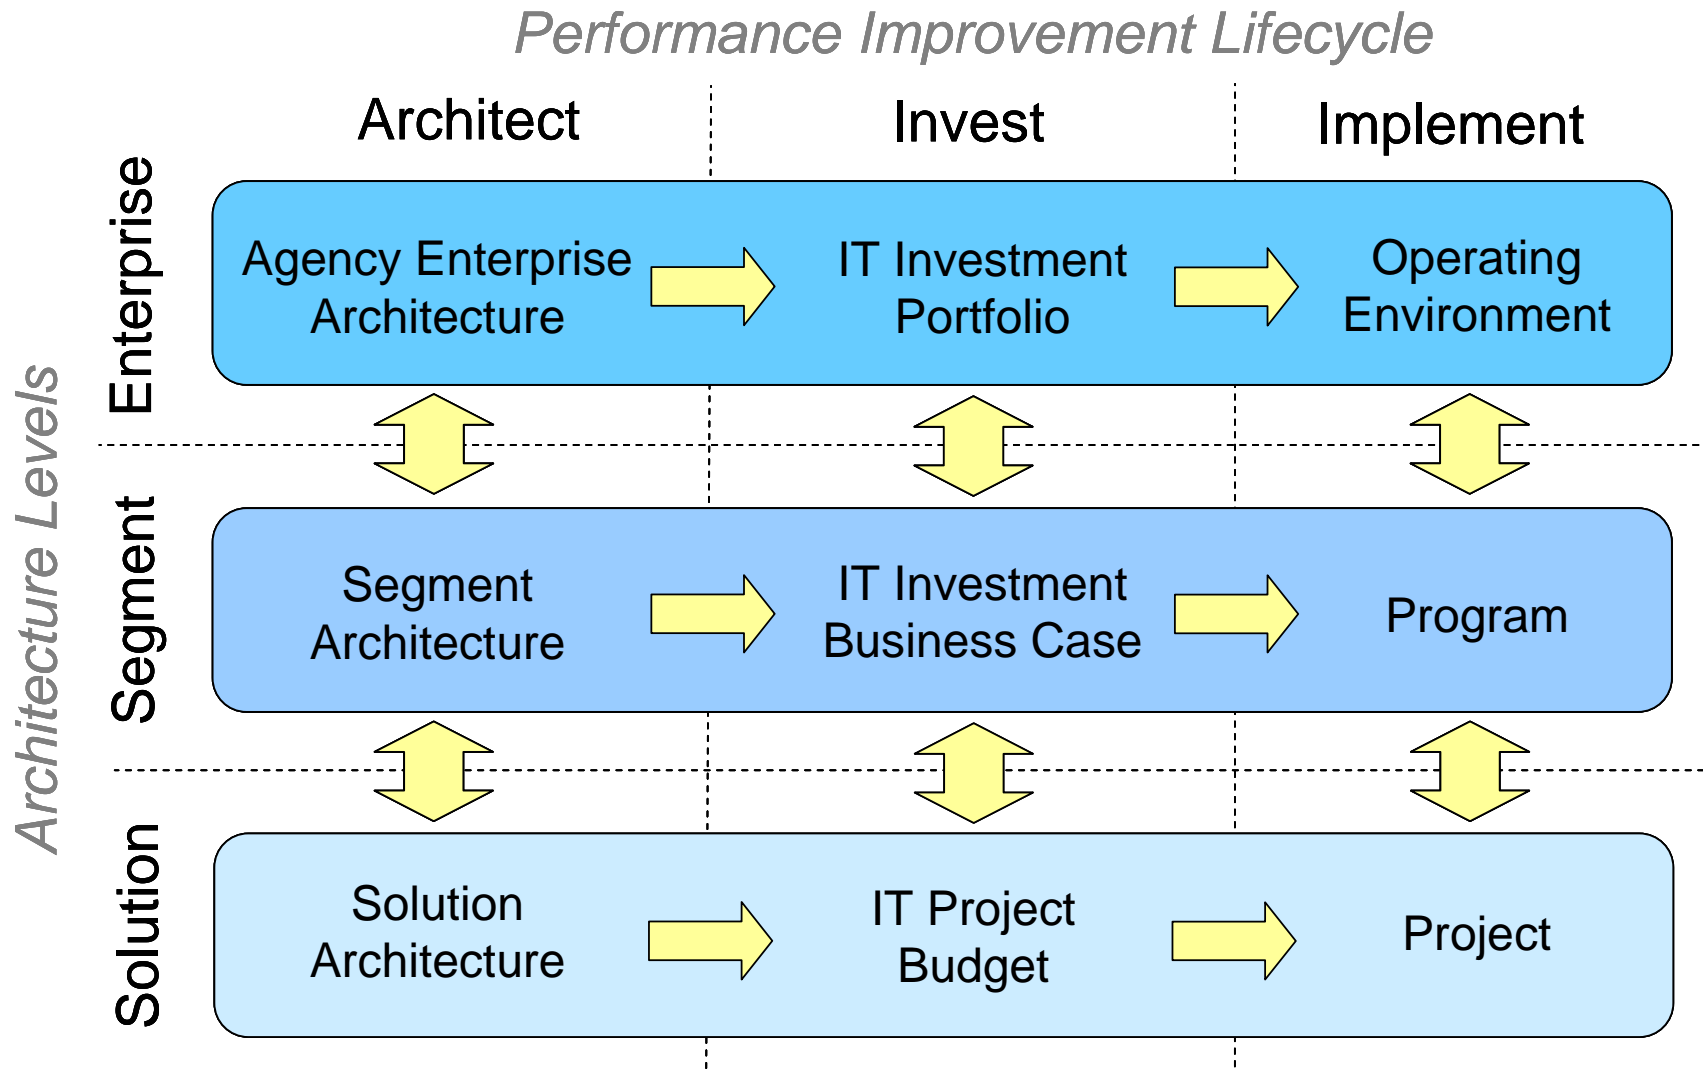 Performance Improvement Lifecycle
Architect
Invest
Implement
Architecture Levels
Enterprise
Agency Enterprise
Architecture
IT Investment
Portfolio
Operating
Environment
Segment
Segment
Architecture
IT Investment
Business Case
Program
Solution
Solution
Architecture
IT Project
Budget
Project